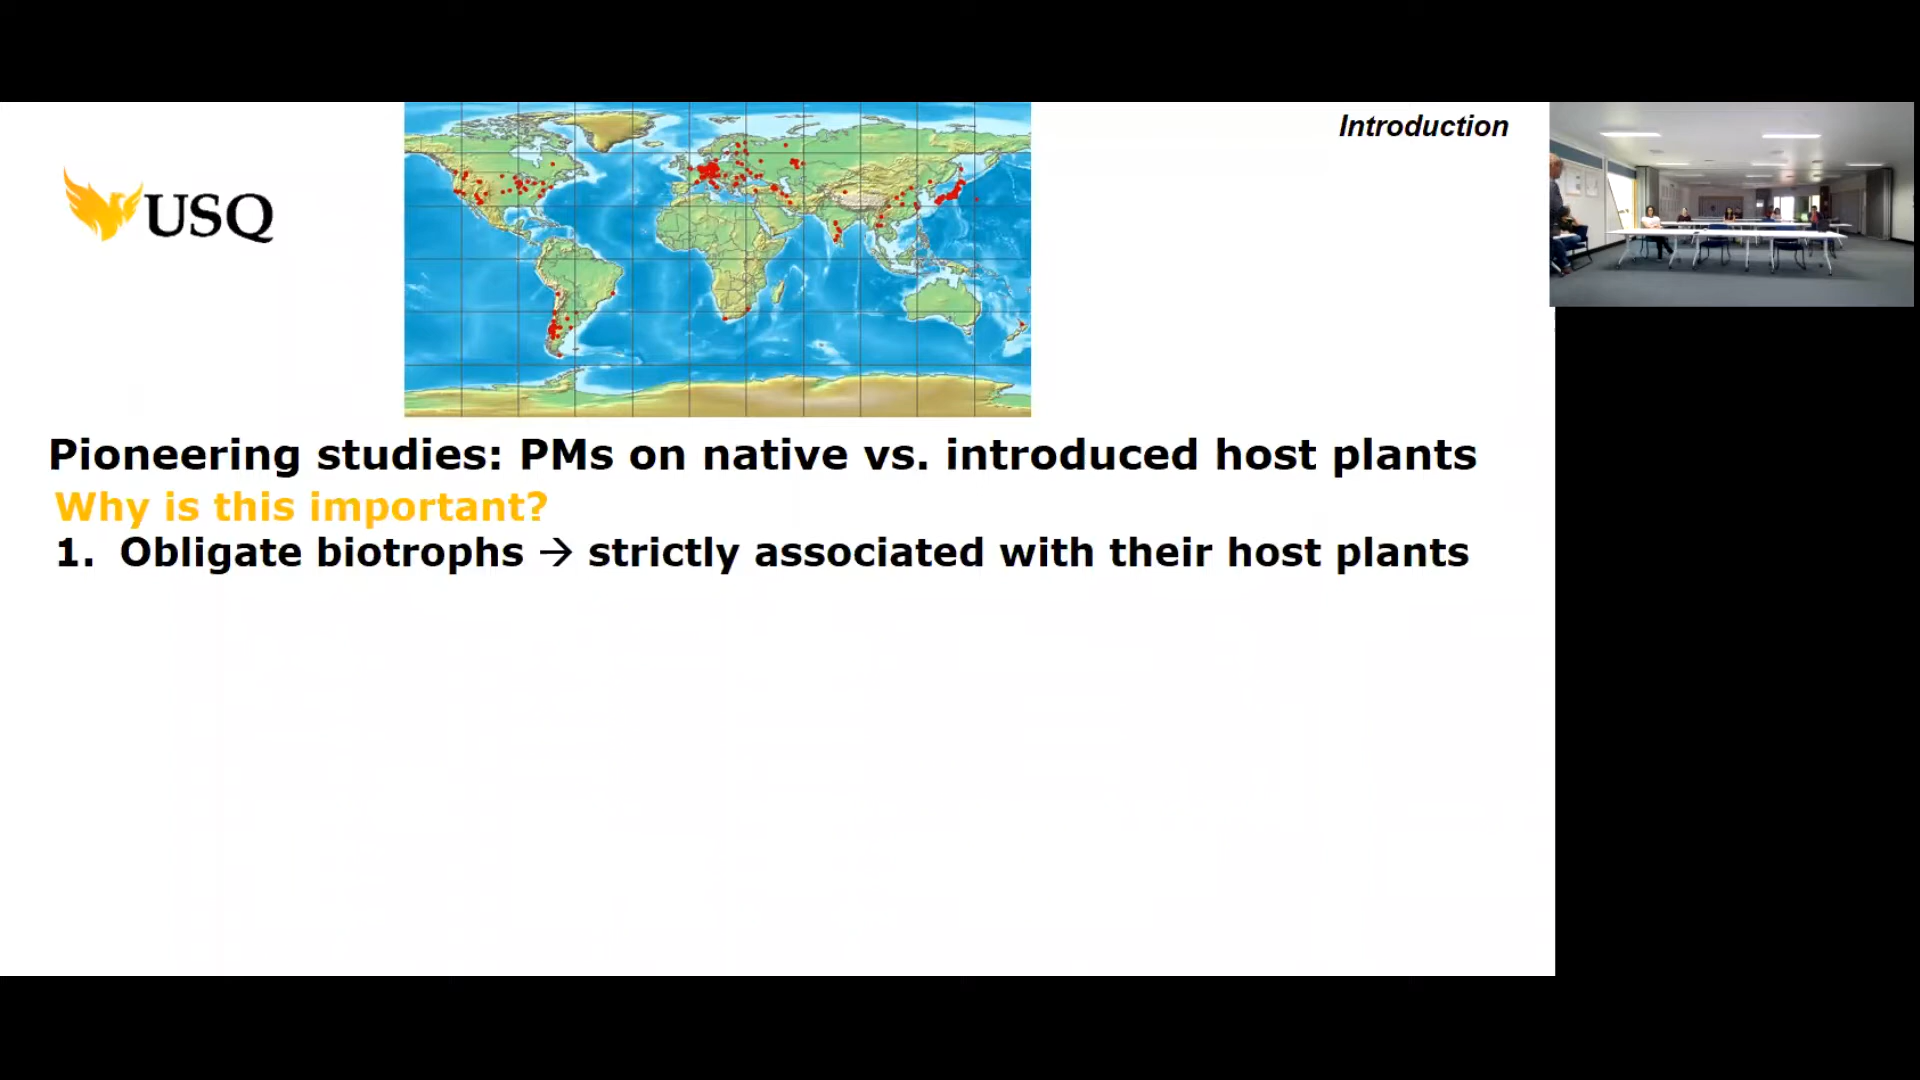 Introduction
USQ
Pioneering studies: PMs on native vs. introduced host plants
Why is this important?
1. Obligate biotrophs → strictly associated with their host plants